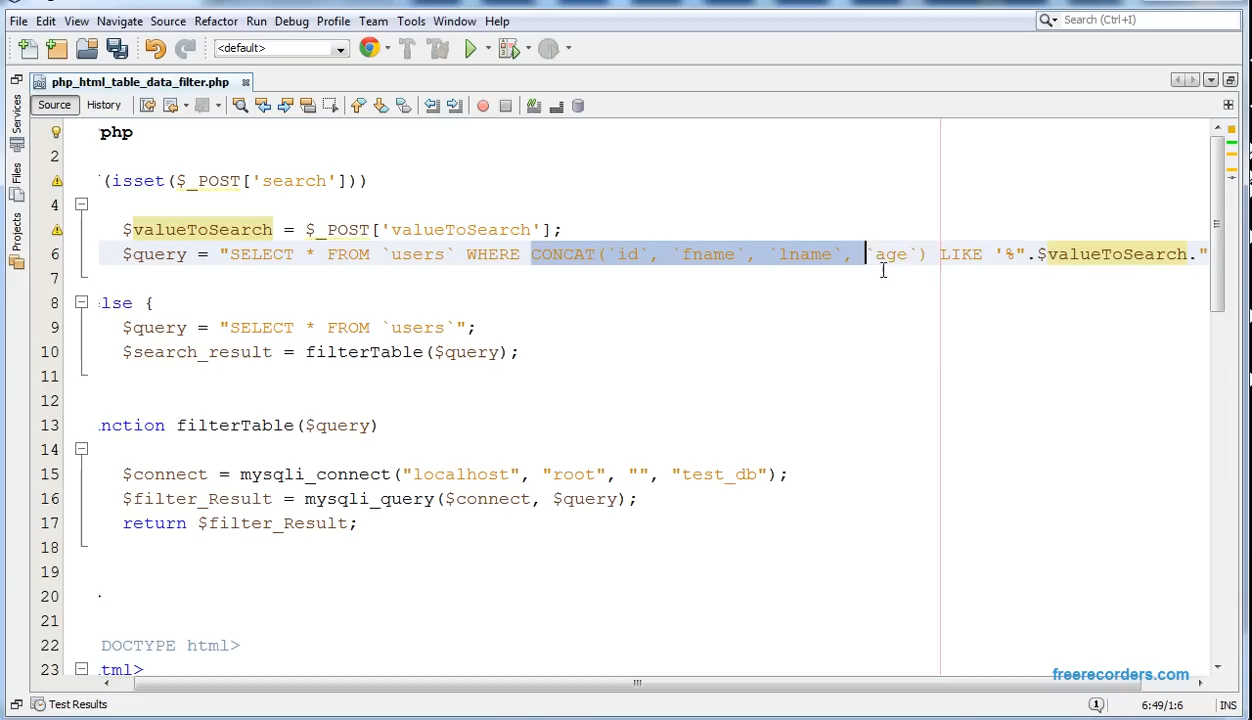 File Edit View Navigate Source Refactor Run Debug Profile Team Tools Window Help
Search (Ctrl+I)
<default>
php_html_table_data_filter.php
Source History
Services
Files
Projects
php
2
(isset($_POST['search']))
4
$valueToSearch = $_POST['valueToSearch'];
6 $query = "SELECT * FROM `users` WHERE CONCAT(`id`, `fname`, `lname`, `age`) LIKE '%".$valueToSearch."
7
8 lse {
9 $query = "SELECT * FROM `users`";
10 $search_result = filterTable($query);
11
12
13 nction filterTable($query)
14
15 $connect = mysqli_connect("localhost", "root", "", "test_db");
16 $filter_Result = mysqli_query($connect, $query);
17 return $filter_Result;
18
19
20
21
22 DOCTYPE html>
23 tml>
freerecorders.com
Test Results
1
6:49/1:6
INS